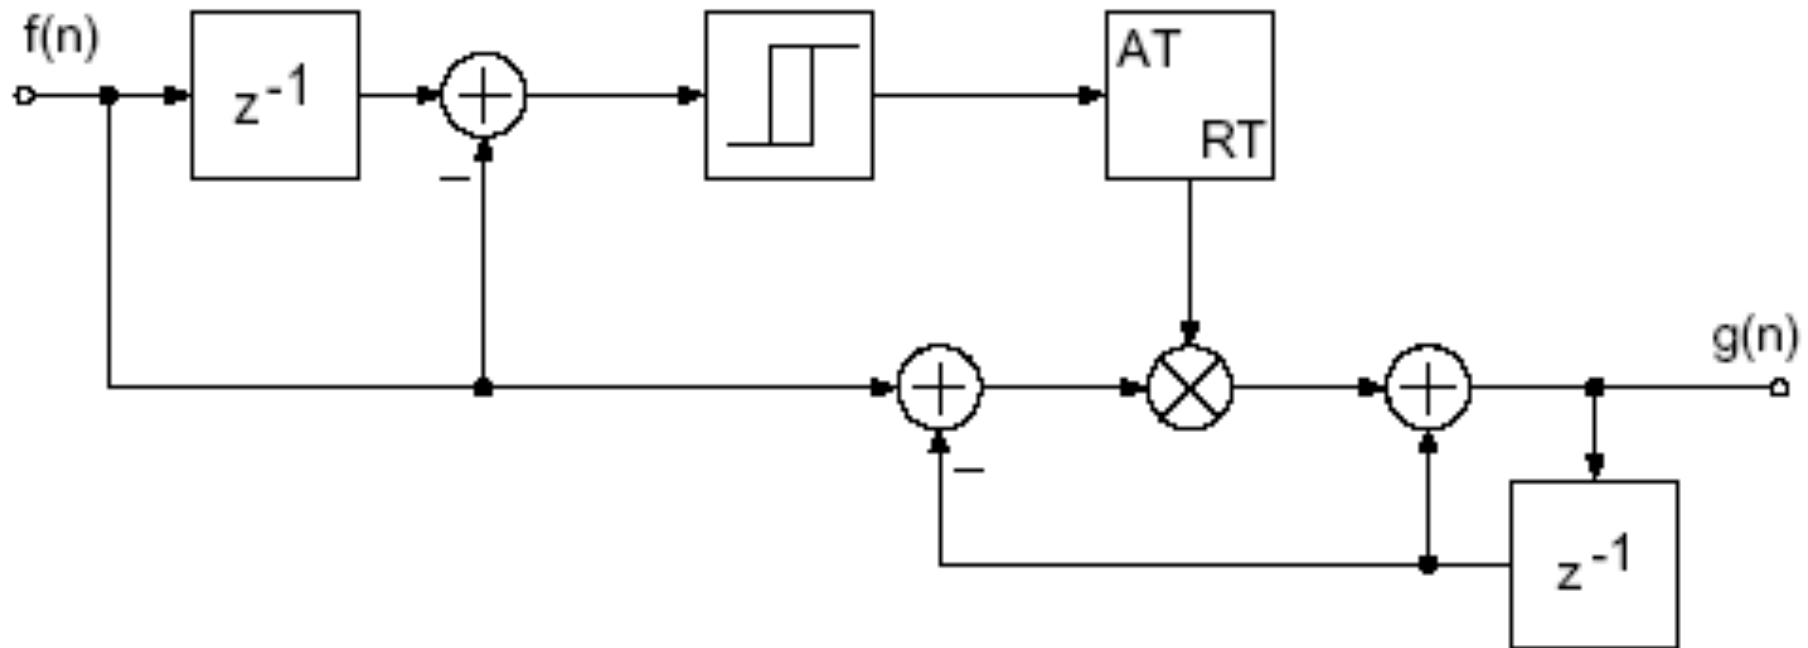 f(n)
z-1
AT
RT
–
g(n)
–
z-1